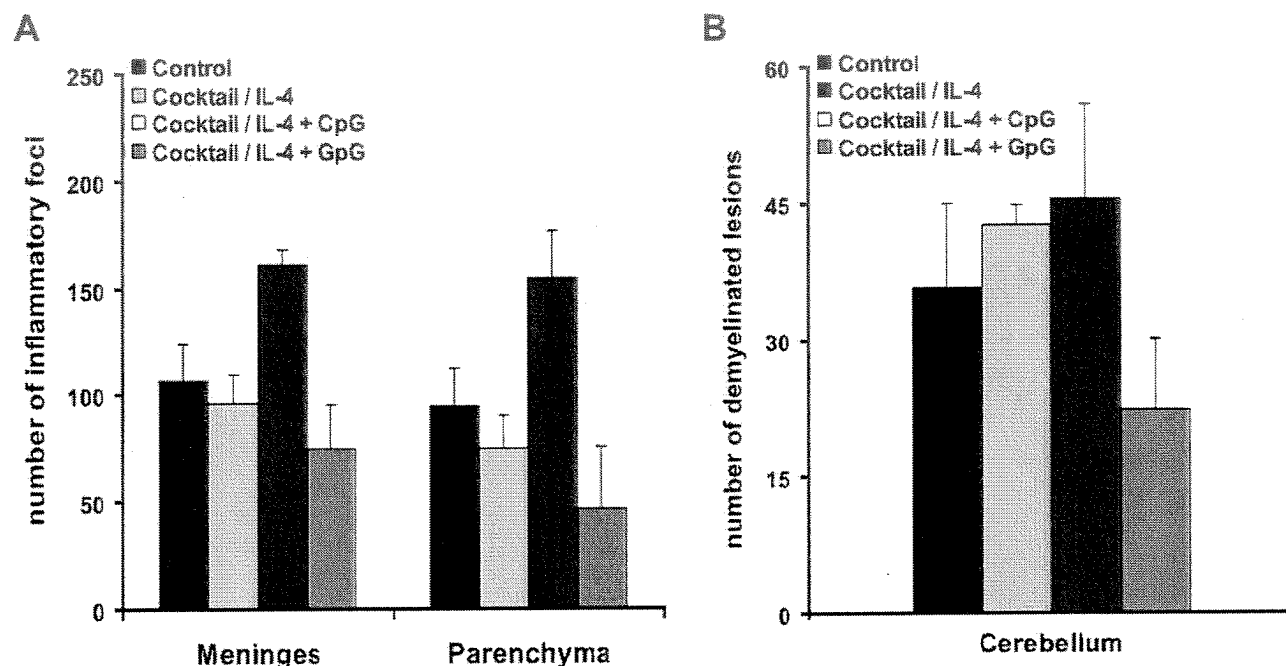 A
number of inflammatory foci
250
200
150
100
50
0
Control
Cocktail / IL-4
Cocktail / IL-4 + CpG
Cocktail / IL-4 + GpG
Meninges
Parenchyma
B
number of demyelinated lesions
60
45
30
15
0
Control
Cocktail / IL-4
Cocktail / IL-4 + CpG
Cocktail / IL-4 + GpG
Cerebellum